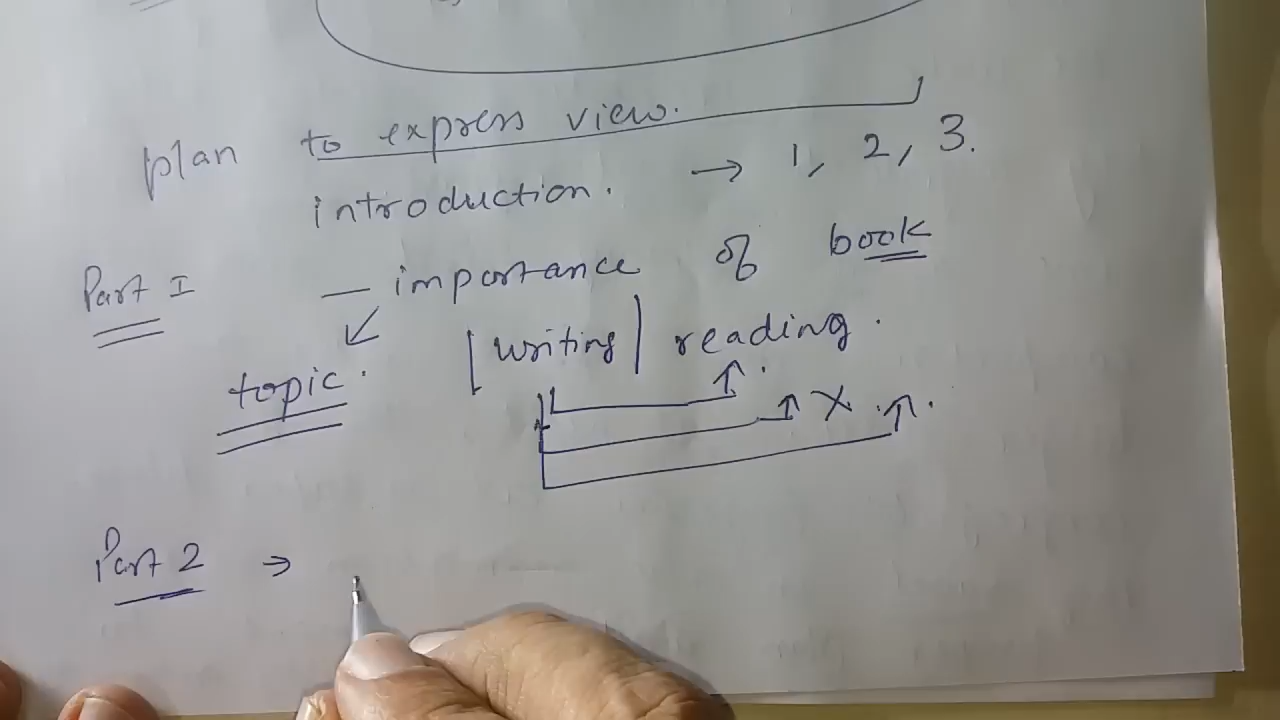 plan to express view.
introduction. → 1, 2, 3.
Part I — importance of book
topic. [writing| reading.
Part 2 →